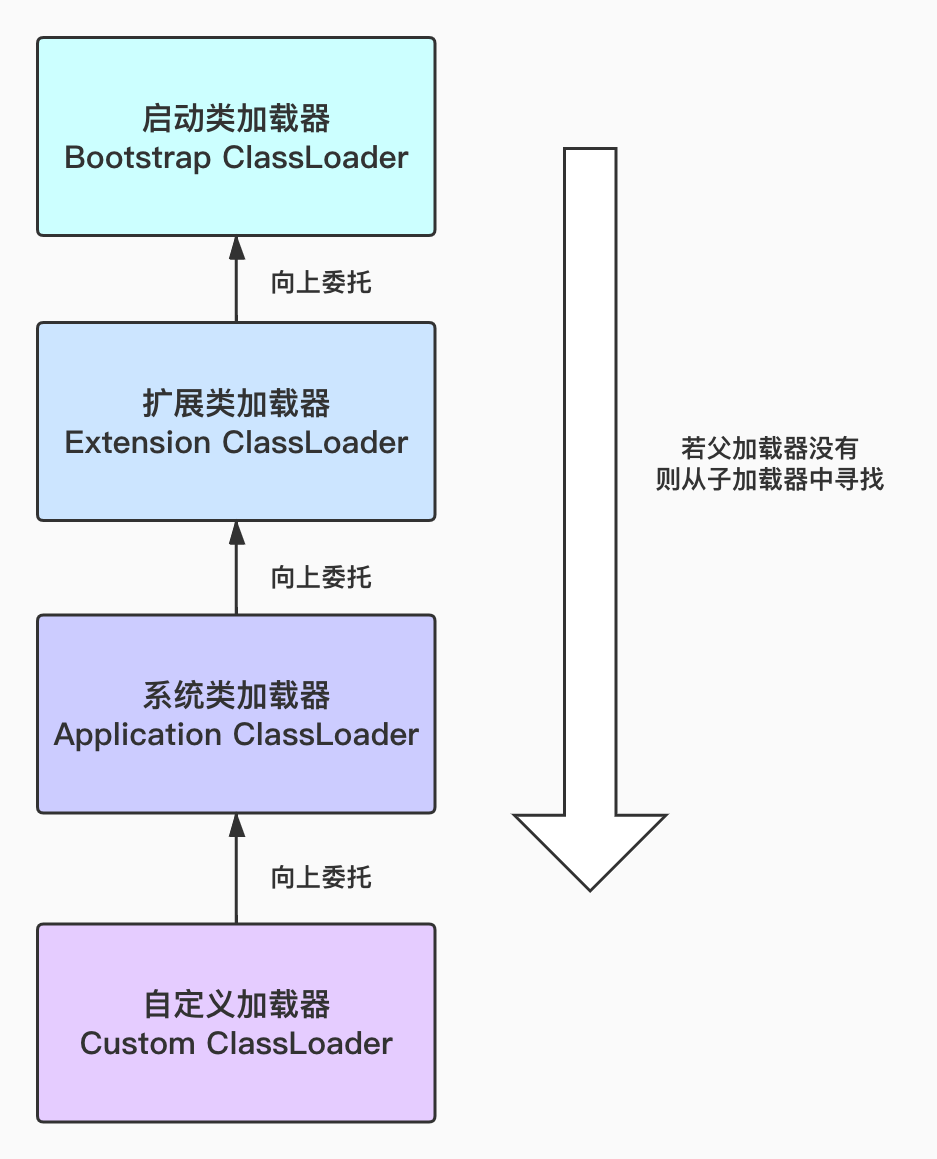 启动类加载器
Bootstrap ClassLoader
向上委托
扩展类加载器
Extension ClassLoader
若父加载器没有
则从子加载器中寻找
向上委托
系统类加载器
Application ClassLoader
向上委托
自定义加载器
Custom ClassLoader